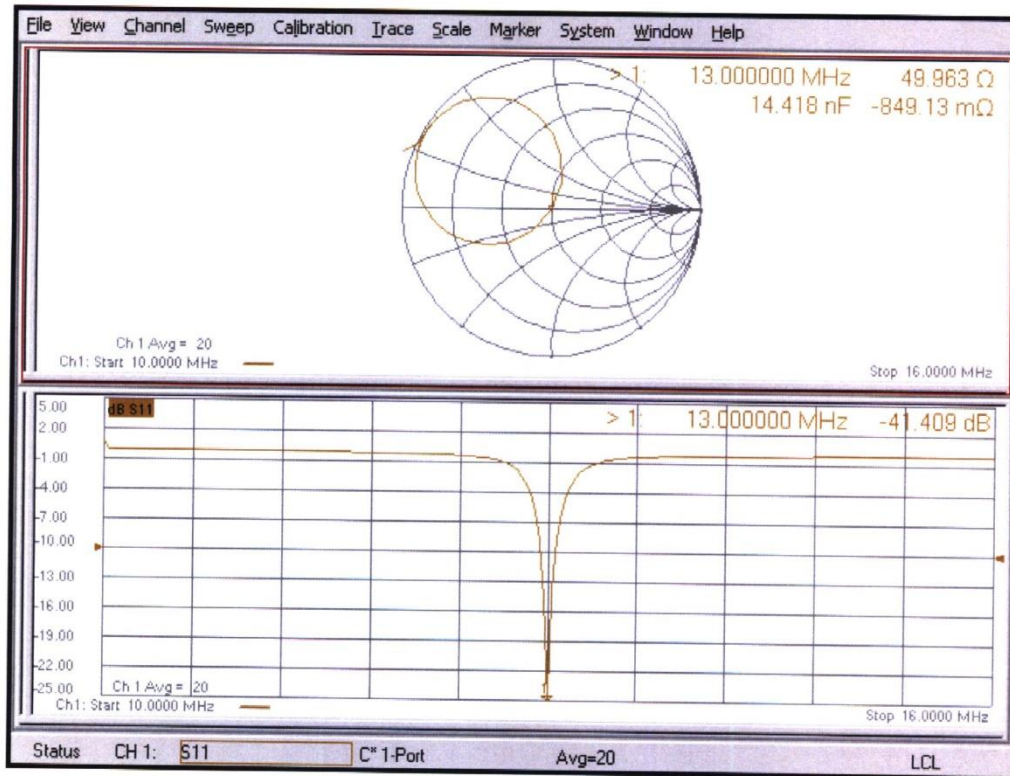 File View Channel Sweep Calibration Trace Scale Marker System Window Help
> 1: 13.000000 MHz 49.963 Ω
14.418 nF -849.13 mΩ
Ch 1 Avg = 20
Ch1: Start 10.0000 MHz
Stop 16.0000 MHz
5.00
dB S11
> 1: 13.000000 MHz -41.409 dB
2.00
-1.00
-4.00
-7.00
-10.00
-13.00
-16.00
-19.00
-22.00
-25.00
Ch 1 Avg = 20
Ch1: Start 10.0000 MHz
Stop 16.0000 MHz
Status CH 1: S11 C* 1-Port Avg=20 LCL